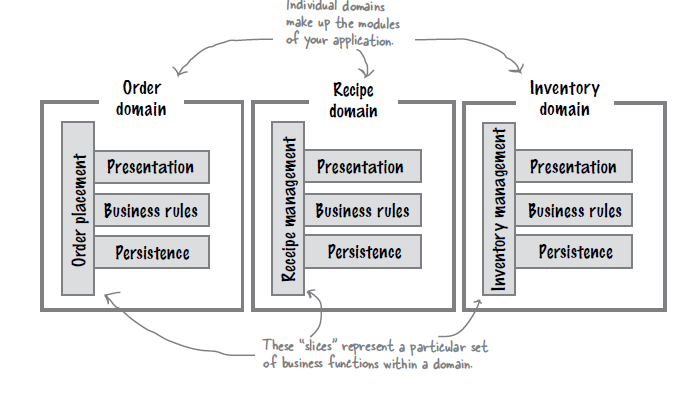 Individual domains
make up the modules
of your application.
Order
domain
Recipe
domain
Inventory
domain
Order placement
Presentation
Business rules
Persistence
Receipe management
Presentation
Business rules
Persistence
Inventory management
Presentation
Business rules
Persistence
These "slices" represent a particular set
of business functions within a domain.